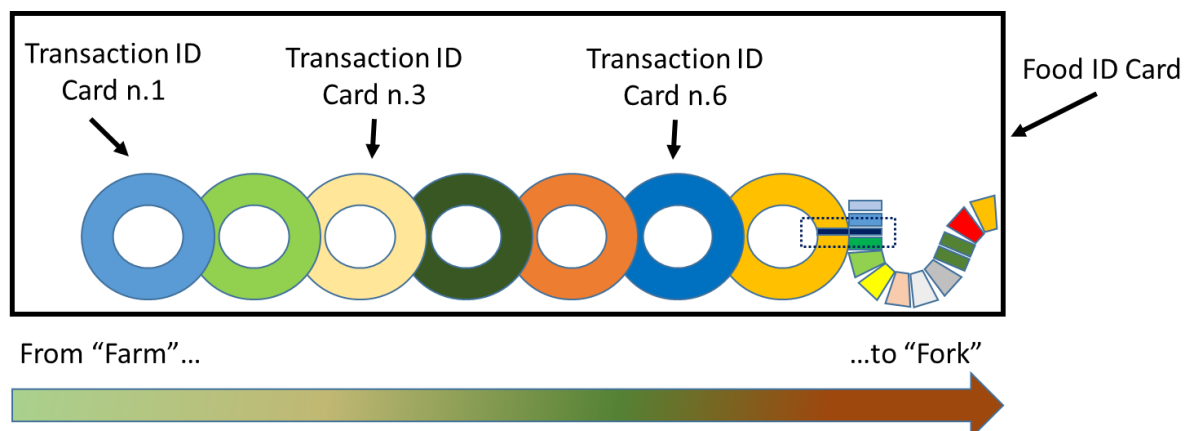 Transaction ID
Card n.1
Transaction ID
Card n.3
Transaction ID
Card n.6
Food ID Card
From “Farm”…
…to “Fork”